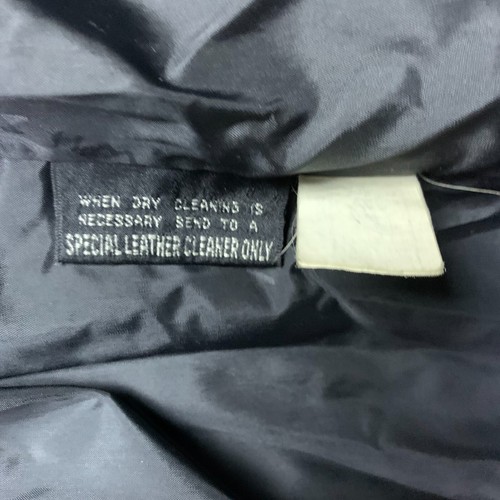 WHEN DRY CLEANING IS
NECESSARY SEND TO A
SPECIAL LEATHER CLEANER ONLY